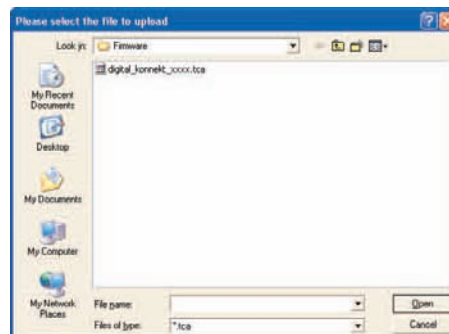 Please select the file to upload
Look in: Firmware
digital_konnekt_xxxx.tca
My Recent
Documents
Desktop
My Documents
My Computer
My Network
Places
File name:
Open
Files of type: *.tca
Cancel